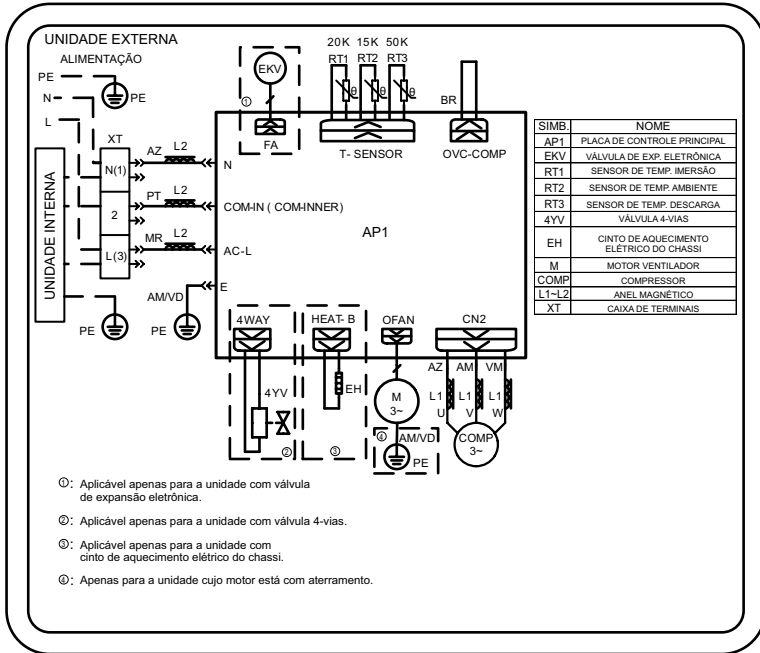 UNIDADE EXTERNA
ALIMENTAÇÃO
PE
PE
N
L
XT
UNIDADE INTERNA
N(1)
2
L(3)
AZ
L2
N
PT
L2
COM-IN ( COM-INNER )
MR
L2
AC-L
AM/VD
E
PE
PE
EKV
①
FA
20K 15K 50K
RT1 RT2 RT3
θ θ θ
T- SENSOR
BR
OVC-COMP
AP1
4WAY
HEAT- B
OFAN
CN2
4YV
②
EH
③
M
3~
④
AM/VD
PE
AZ AM VM
L1 L1 L1
U V W
COMP
3~
SIMB. NOME
AP1 PLACA DE CONTROLE PRINCIPAL
EKV VÁLVULA DE EXP. ELETRÔNICA
RT1 SENSOR DE TEMP. IMERSÃO
RT2 SENSOR DE TEMP. AMBIENTE
RT3 SENSOR DE TEMP. DESCARGA
4YV VÁLVULA 4-VIAS
EH CINTO DE AQUECIMENTO
ELÉTRICO DO CHASSI
M MOTOR VENTILADOR
COMP COMPRESSOR
L1~L2 ANEL MAGNÉTICO
XT CAIXA DE TERMINAIS
①: Aplicável apenas para a unidade com válvula
de expansão eletrônica.
②: Aplicável apenas para a unidade com válvula 4-vias.
③: Aplicável apenas para a unidade com
cinto de aquecimento elétrico do chassi.
④: Apenas para a unidade cujo motor está com aterramento.